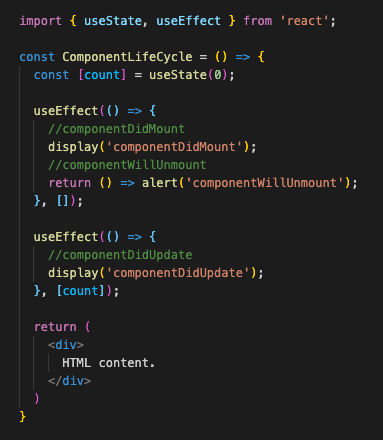 import { useState, useEffect } from 'react';
const ComponentLifeCycle = () => {
const [count] = useState(0);
useEffect(() => {
//componentDidMount
display('componentDidMount');
//componentWillUnmount
return () => alert('componentWillUnmount');
}, []);
useEffect(() => {
//componentDidUpdate
display('componentDidUpdate');
}, [count]);
return (
<div>
HTML content.
</div>
)
}